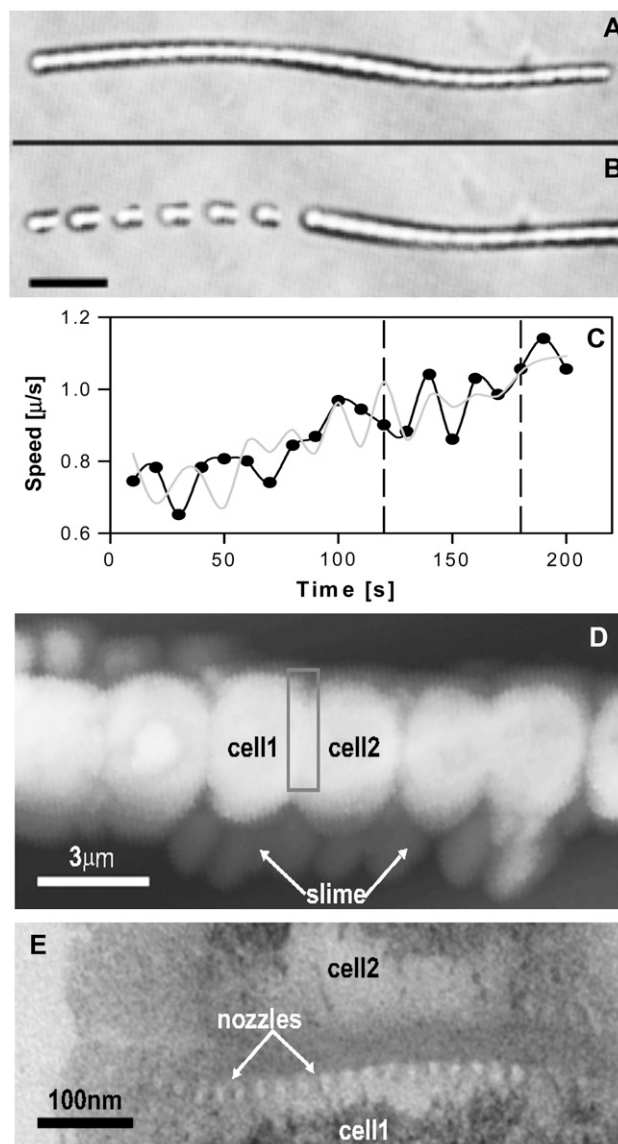 A
B
C
1.2
1.0
0.8
0.6
Speed [μ/s]
0 50 100 150 200
Time [s]
D
cell1 cell2
3μm
slime
E
cell2
nozzles
100nm
cell1